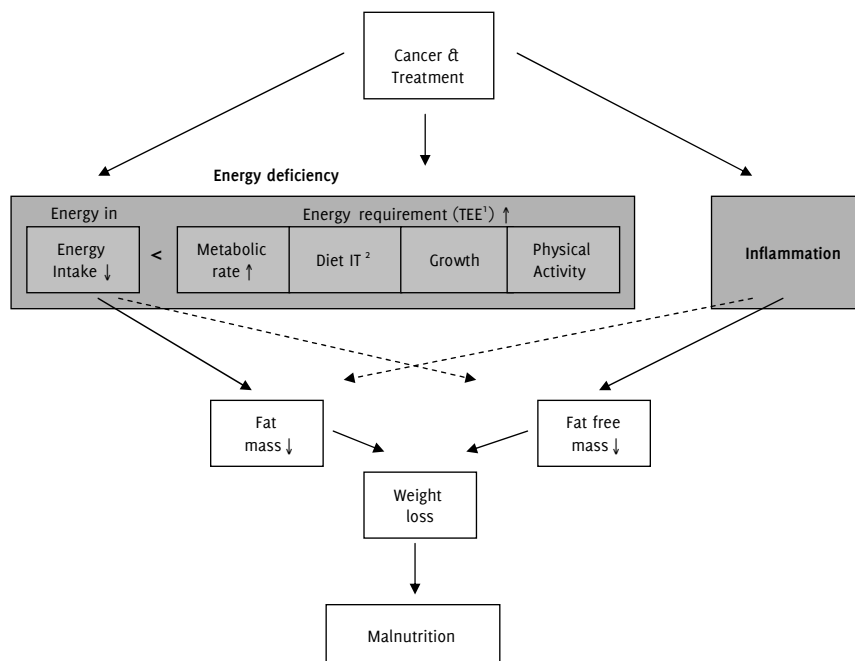 Cancer &
Treatment
Energy deficiency
Energy in
Energy requirement (TEE¹) ↑
Energy
Intake ↓
<
Metabolic
rate ↑
Diet IT ²
Growth
Physical
Activity
Inflammation
Fat
mass ↓
Fat free
mass ↓
Weight
loss
Malnutrition